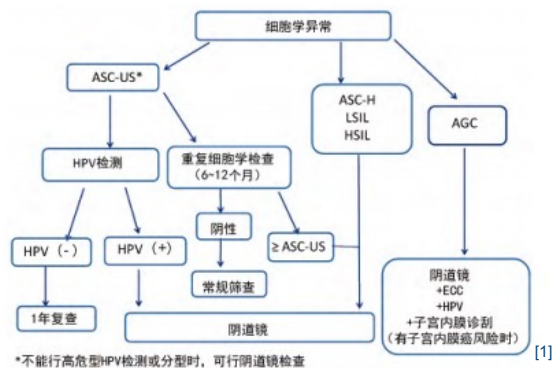 细胞学异常
ASC-US*
ASC-H
LSIL
HSIL
AGC
HPV检测
重复细胞学检查
（6~12个月）
阴性
≥ASC-US
HPV（-）
HPV（+）
常规筛查
1年复查
阴道镜
阴道镜
+ECC
+HPV
+子宫内膜诊刮
（有子宫内膜癌风险时）
*不能行高危型HPV检测或分型时，可行阴道镜检查
[1]